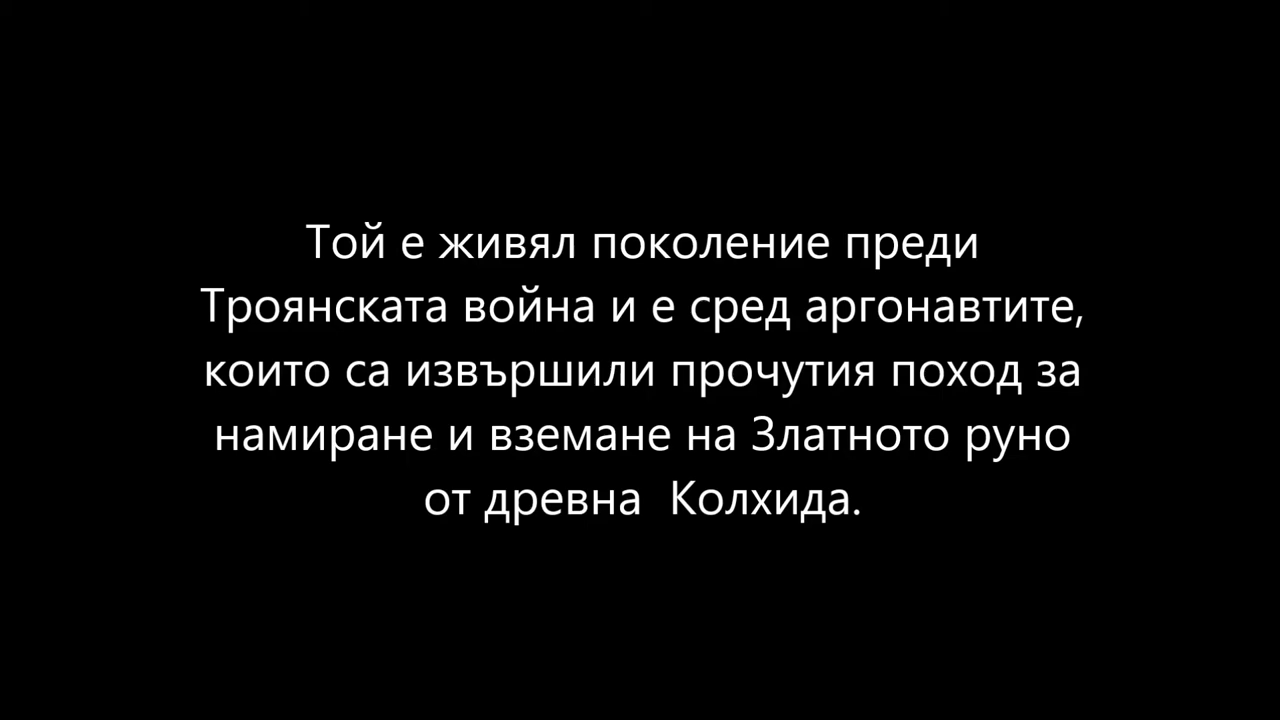 Той е живял поколение преди
Троянската война и е сред аргонавтите,
които са извършили прочутия поход за
намиране и вземане на Златното руно
от древна  Колхида.